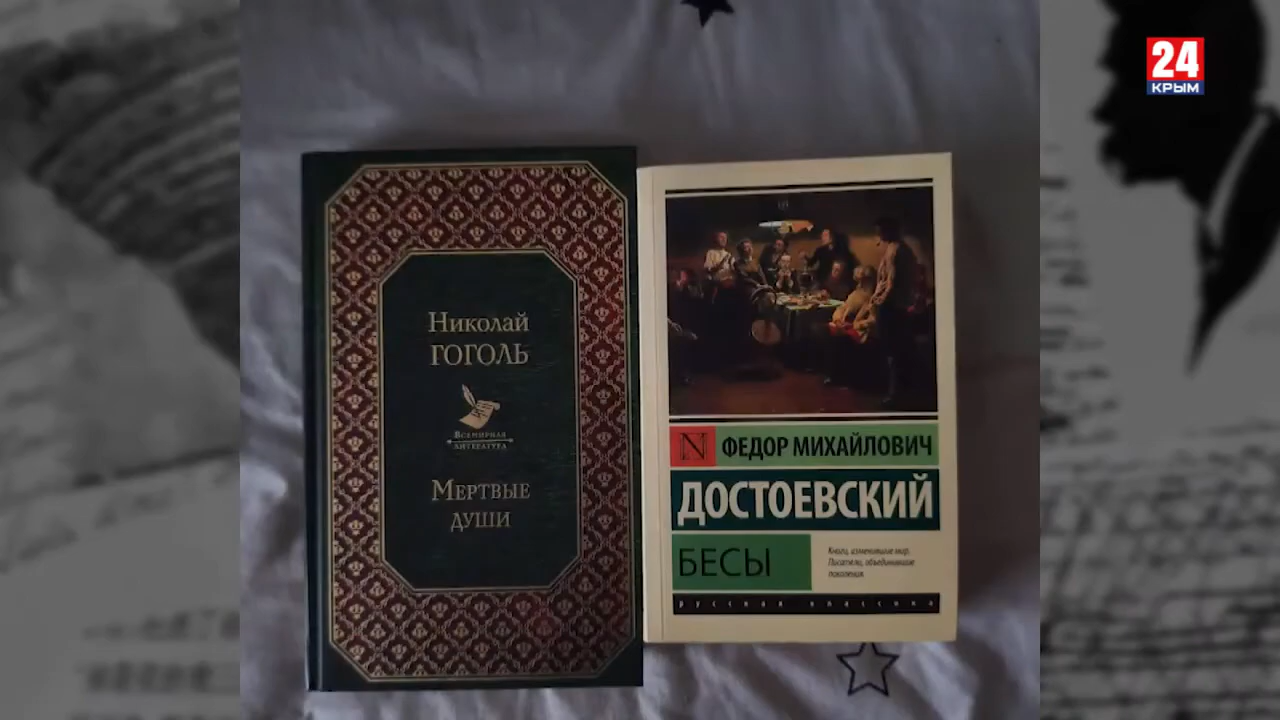 24
КРЫМ
Николай
ГОГОЛЬ
Всемирная
литература
Мертвые
души
N
ФЕДОР МИХАЙЛОВИЧ
ДОСТОЕВСКИЙ
БЕСЫ
Книги, изменившие мир.
Писатели, объединившие
поколения.
русская классика